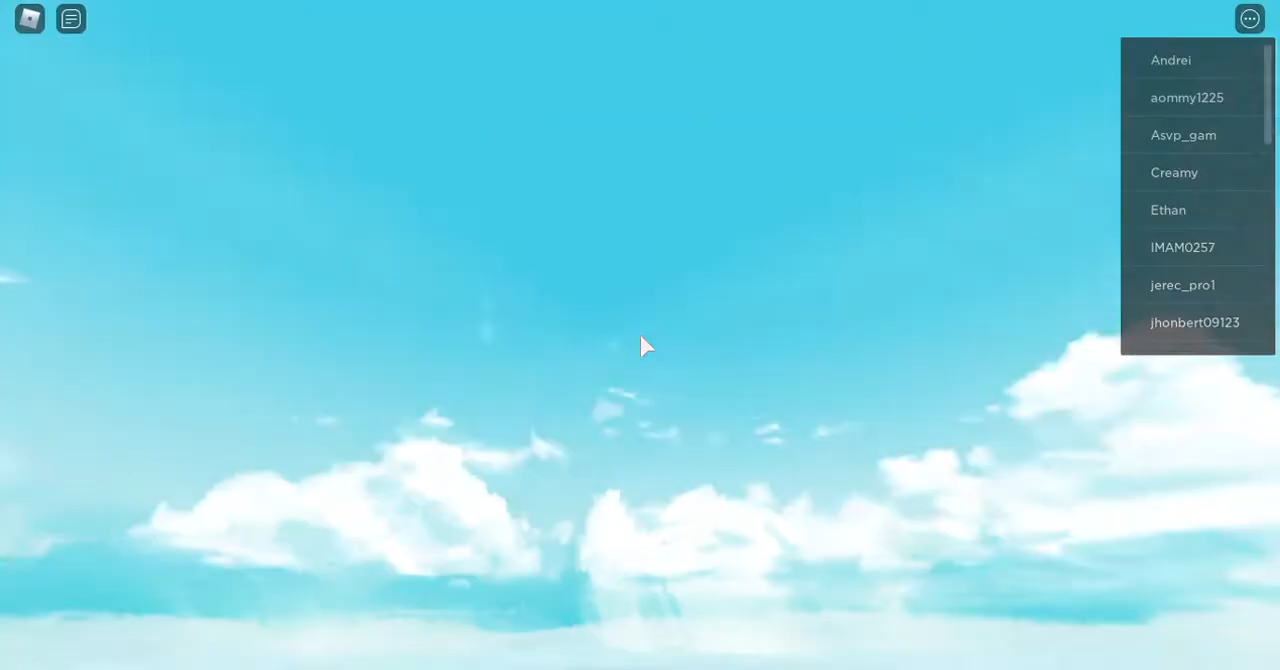 Andrei
aommy1225
Asvp_gam
Creamy
Ethan
IMAM0257
jerec_pro1
jhonbert09123